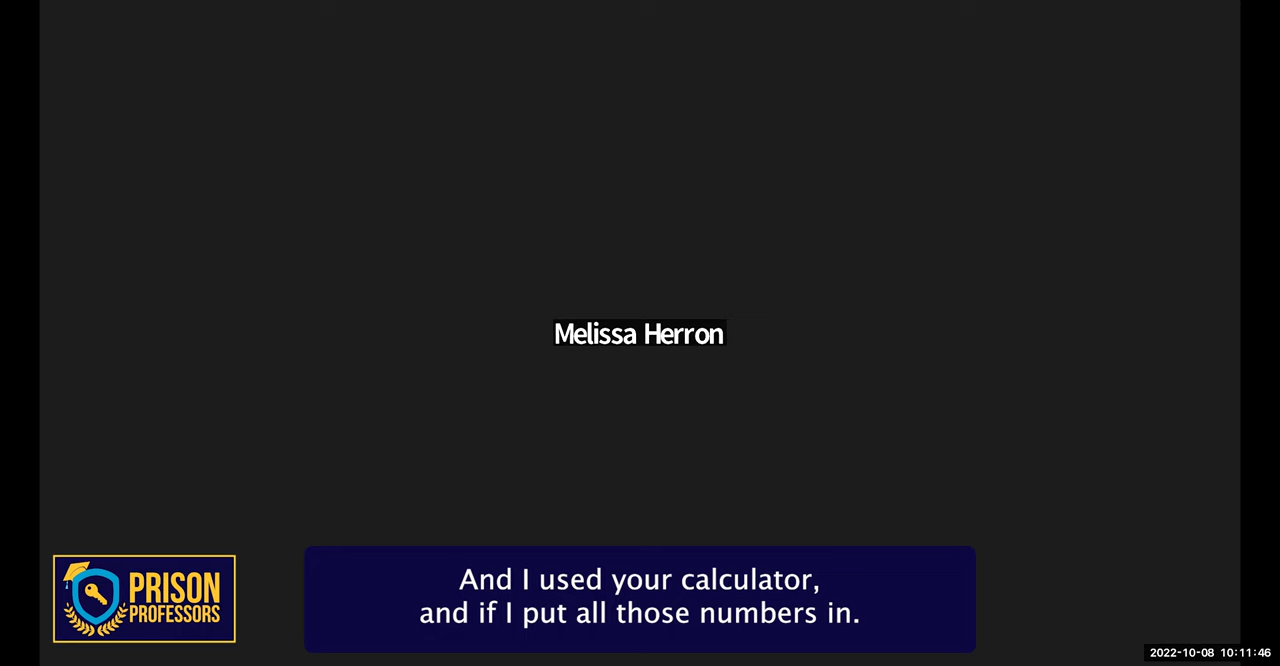 Melissa Herron
And I used your calculator,
and if I put all those numbers in.
PRISON
PROFESSORS
2022-10-08 10:11:46